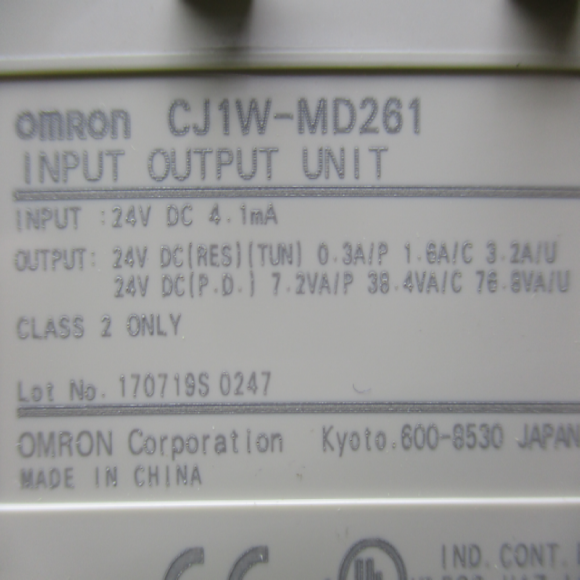 OMRON CJ1W-MD261
INPUT OUTPUT UNIT
INPUT :24V DC 4.1mA
OUTPUT: 24V DC(RES)(TUN) 0.3A/P 1.6A/C 3.2A/U
24V DC(P.D.) 7.2VA/P 38.4VA/C 76.8VA/U
CLASS 2 ONLY
Lot No. 170719S 0247
OMRON Corporation Kyoto.600-8530 JAPAN
MADE IN CHINA
CE UL IND. CONT.